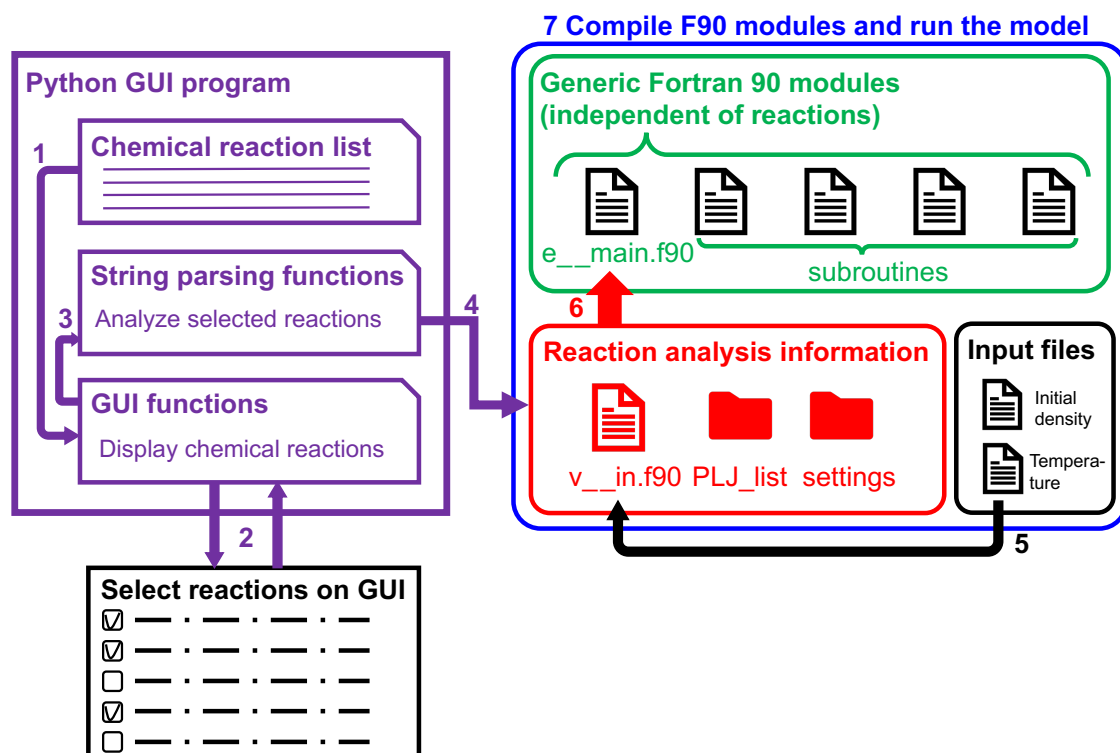 7 Compile F90 modules and run the model
Python GUI program
1
Chemical reaction list
String parsing functions
Analyze selected reactions
3
4
GUI functions
Display chemical reactions
2
Select reactions on GUI
Generic Fortran 90 modules
(independent of reactions)
e__main.f90
subroutines
6
Reaction analysis information
v__in.f90 PLJ_list settings
Input files
Initial
density
Tempera-
ture
5